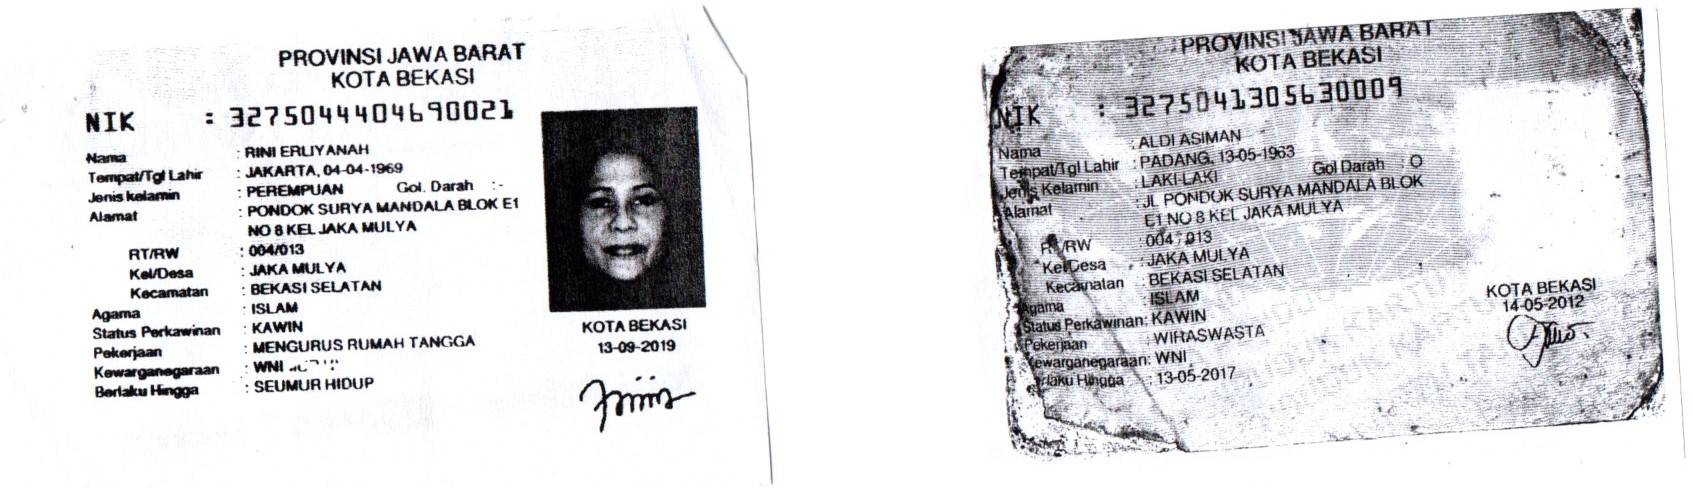 PROVINSI JAWA BARAT
KOTA BEKASI
NIK : 3275044404690021
Nama : RINI ERLIYANAH
Tempat/Tgl Lahir : JAKARTA, 04-04-1969
Jenis kelamin : PEREMPUAN Gol. Darah :-
Alamat : PONDOK SURYA MANDALA BLOK E1
NO 8 KEL JAKA MULYA
RT/RW : 004/013
Kel/Desa : JAKA MULYA
Kecamatan : BEKASI SELATAN
Agama : ISLAM
Status Perkawinan : KAWIN
Pekerjaan : MENGURUS RUMAH TANGGA
Kewarganegaraan : WNI
Berlaku Hingga : SEUMUR HIDUP
KOTA BEKASI
13-09-2019
PROVINSI JAWA BARAT
KOTA BEKASI
NIK : 3275041305630009
Nama : ALDI ASIMAN
Tempat/Tgl Lahir : PADANG, 13-05-1963
Jenis Kelamin : LAKI-LAKI Gol Darah : O
Alamat : JL PONDOK SURYA MANDALA BLOK
E1 NO 8 KEL JAKA MULYA
RT/RW : 004 / 013
Kel/Desa : JAKA MULYA
Kecamatan : BEKASI SELATAN
Agama : ISLAM
Status Perkawinan: KAWIN
Pekerjaan : WIRASWASTA
Kewarganegaraan: WNI
Berlaku Hingga : 13-05-2017
KOTA BEKASI
14-05-2012